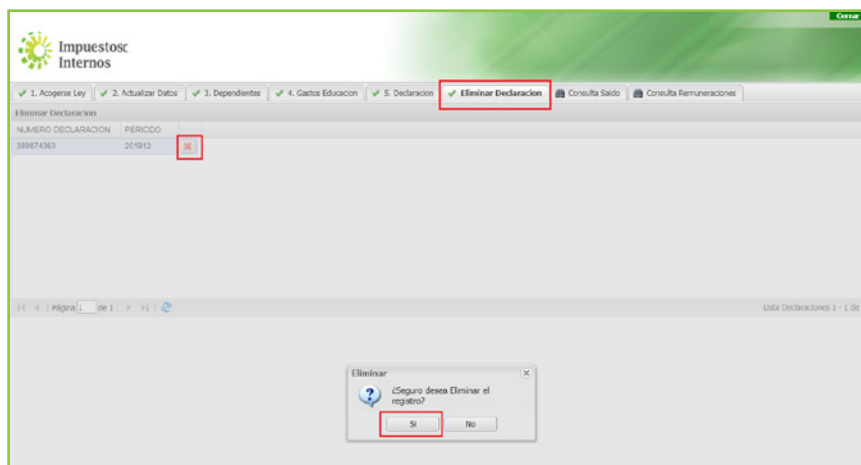 Cerrar
Impuestosc
Internos
1. Acogerse Ley 2. Actualizar Datos 3. Dependientes 4. Gastos Educacion 5. Declaracion Eliminar Declaracion Consulta Saldo Consulta Remuneraciones
Eliminar Declaracion
NUMERO DECLARACION PERIODO
389874363 201912
Página 1 de 1
Lista Declaraciones 1 - 1 de
Eliminar
¿Seguro desea Eliminar el
registro?
Si No